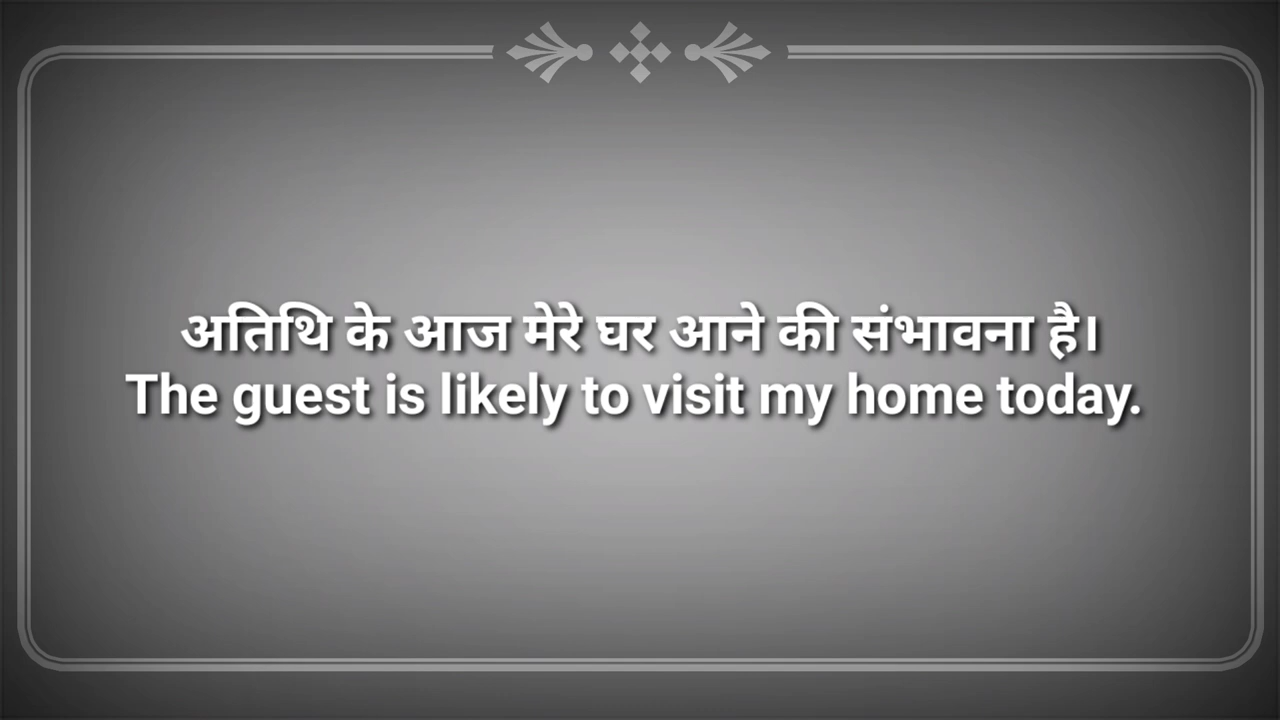 अतिथि के आज मेरे घर आने की संभावना है।
The guest is likely to visit my home today.